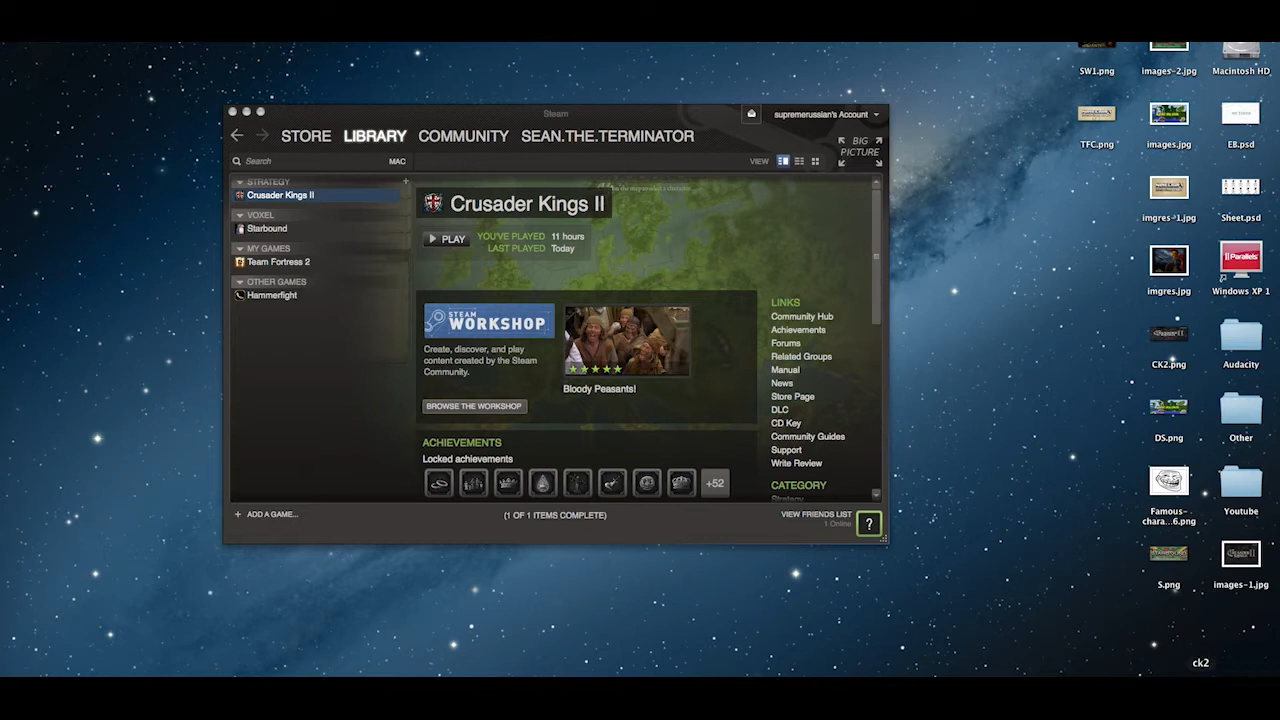 Steam
supremerussian's Account
STORE LIBRARY COMMUNITY SEAN.THE.TERMINATOR
BIG PICTURE
Search MAC
VIEW
STRATEGY
Crusader Kings II
VOXEL
Starbound
MY GAMES
Team Fortress 2
OTHER GAMES
Hammerfight
Crusader Kings II
PLAY
YOU'VE PLAYED 11 hours
LAST PLAYED Today
STEAM WORKSHOP
Create, discover, and play
content created by the Steam
Community.
BROWSE THE WORKSHOP
Bloody Peasants!
ACHIEVEMENTS
Locked achievements
+52
LINKS
Community Hub
Achievements
Forums
Related Groups
Manual
News
Store Page
DLC
CD Key
Community Guides
Support
Write Review
CATEGORY
Strategy
+ ADD A GAME...
(1 OF 1 ITEMS COMPLETE)
VIEW FRIENDS LIST
1 Online
?
SW1.png
images-2.jpg
Macintosh HD
TFC.png
images.jpg
EB.psd
imgres-1.jpg
Sheet.psd
imgres.jpg
Parallels
Windows XP 1
CK2.png
Audacity
DS.png
Other
Famous-
chara...6.png
Youtube
S.png
images-1.jpg
ck2